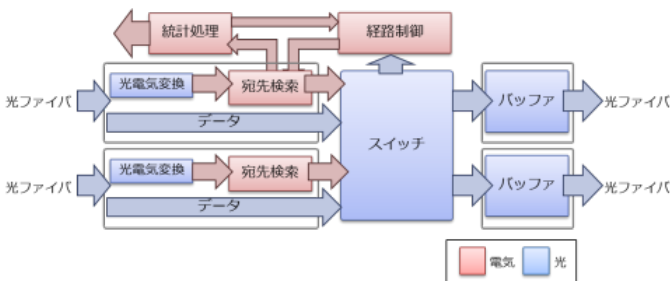 統計処理
経路制御
光ファイバ
光電気変換
宛先検索
データ
スイッチ
バッファ
光ファイバ
光ファイバ
光電気変換
宛先検索
データ
バッファ
光ファイバ
電気
光